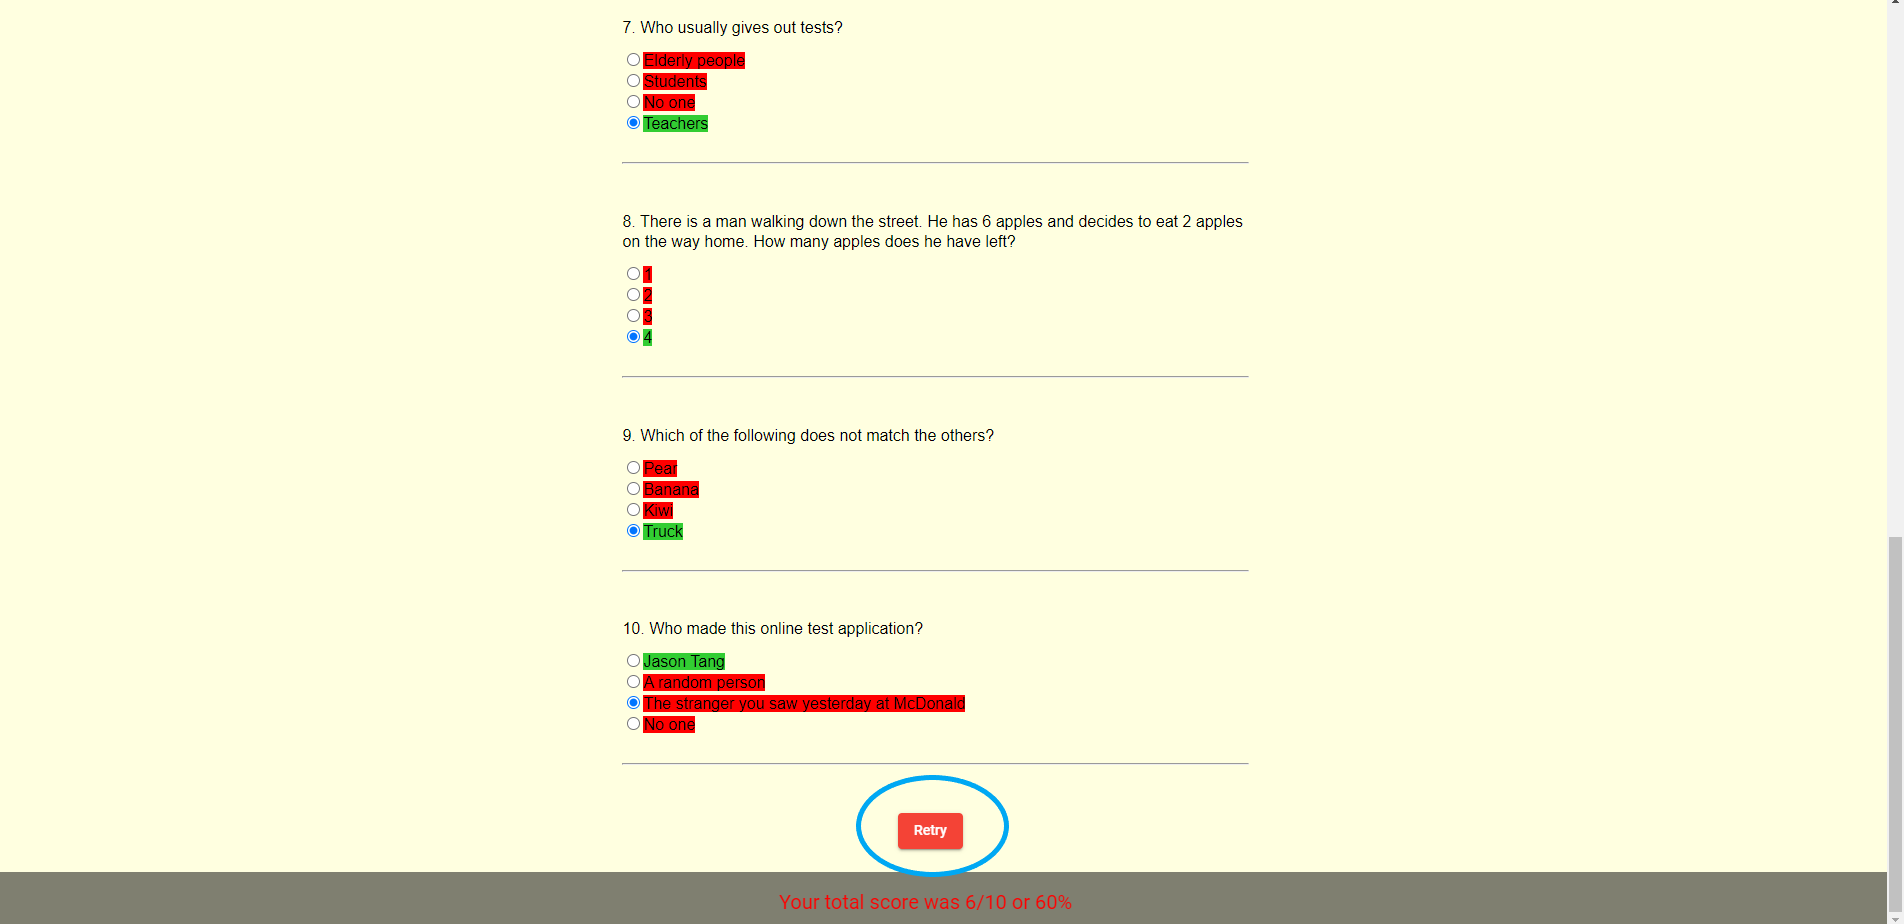 7. Who usually gives out tests?
Elderly people
Students
No one
Teachers
8. There is a man walking down the street. He has 6 apples and decides to eat 2 apples
on the way home. How many apples does he have left?
1
2
3
4
9. Which of the following does not match the others?
Pear
Banana
Kiwi
Truck
10. Who made this online test application?
Jason Tang
A random person
The stranger you saw yesterday at McDonald
No one
Retry
Your total score was 6/10 or 60%